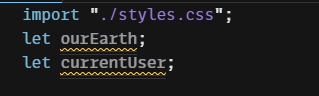 import "./styles.css";
let ourEarth;
let currentUser;